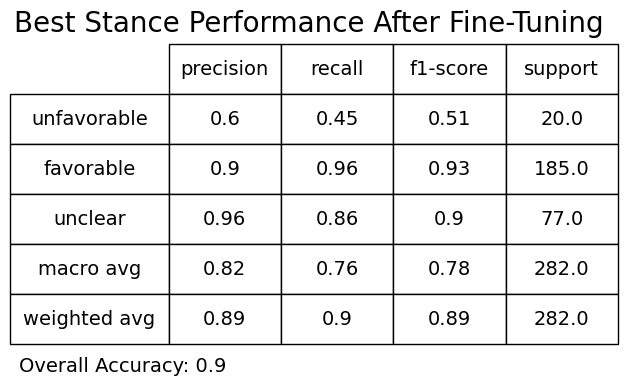 Best Stance Performance After Fine-Tuning
precision recall f1-score support
unfavorable 0.6 0.45 0.51 20.0
favorable 0.9 0.96 0.93 185.0
unclear 0.96 0.86 0.9 77.0
macro avg 0.82 0.76 0.78 282.0
weighted avg 0.89 0.9 0.89 282.0
Overall Accuracy: 0.9